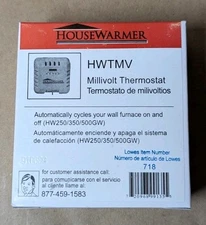 HOUSEWARMER
HWTMV
Millivolt Thermostat
Termostato de milivoltios
Automatically cycles your wall furnace on and
off (HW250/350/500GW)
Automáticamente enciende y apaga el sistema
de calefacción (HW250/350/500GW)
Lowes Item Number
Número de artículo de Lowes
718
for customer assistance call
para comunicarse con el servicio
al cliente llame al:
877-459-1583